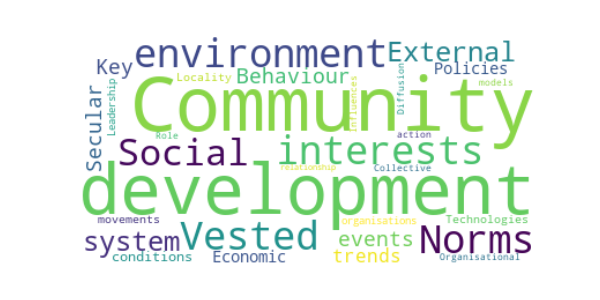 environment External
Key Locality Behaviour Policies
Community
Secular Leadership Influences Diffusion models
Role action
Social interests
relationship Collective
development
movements organisations Technologies
system Vested events Norms
conditions Economic trends Organisational